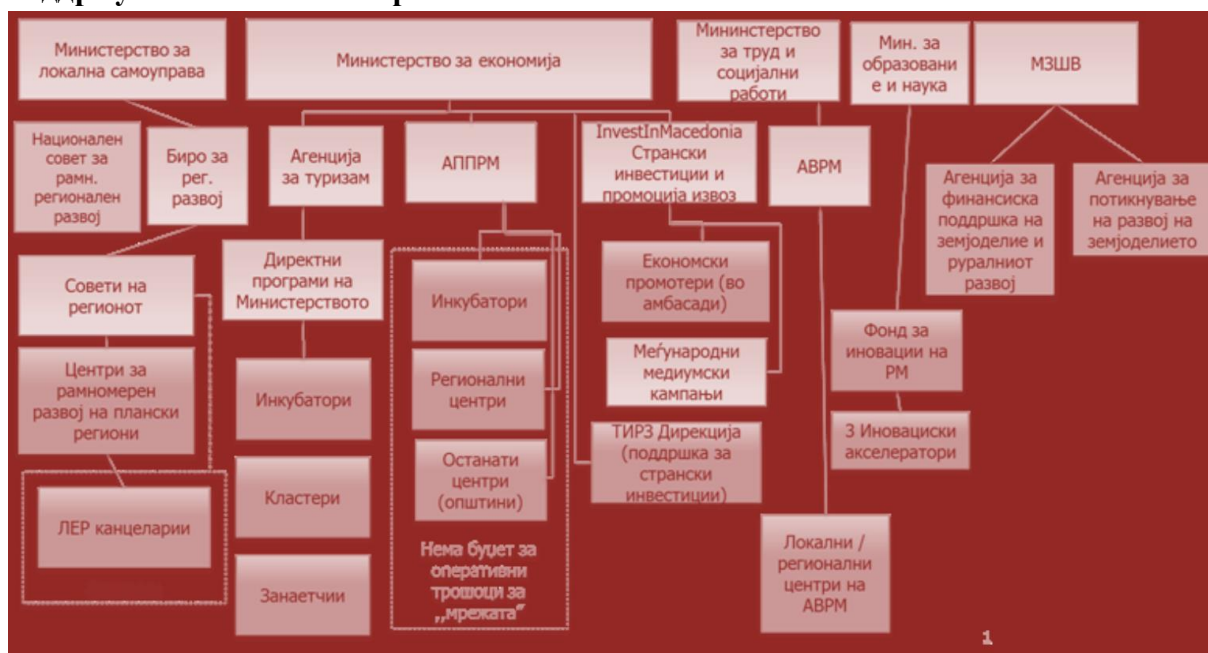 Министерство за
локална самоуправа
Министерство за економија
Мининстерство
за труд и
социјални
работи
Мин. за
образовани
е и наука
МЗШВ
Национален
совет за
рамн.
регионален
развој
Биро за
рег.
развој
Агенција
за туризам
АППРМ
InvestInMacedonia
Странски
инвестиции и
промоција извоз
АВРМ
Агенција за
финансиска
поддршка на
земјоделие и
руралниот
развој
Агенција за
потикнување
на развој на
земјоделието
Совети на
регионот
Директни
програми на
Министерството
Инкубатори
Економски
промотери (во
амбасади)
Фонд за
иновации на
РМ
Центри за
рамномерен
развој на плански
региони
Инкубатори
Регионални
центри
Меѓународни
медиумски
кампањи
3 Иновациски
акселератори
ЛЕР канцеларии
Кластери
Останати
центри
(општини)
ТИРЗ Дирекција
(поддршка за
странски
инвестиции)
Занаетчии
Нема буџет за
оперативни
трошоци за
,,мрежата"
Локални /
регионални
центри на
АВРМ
1